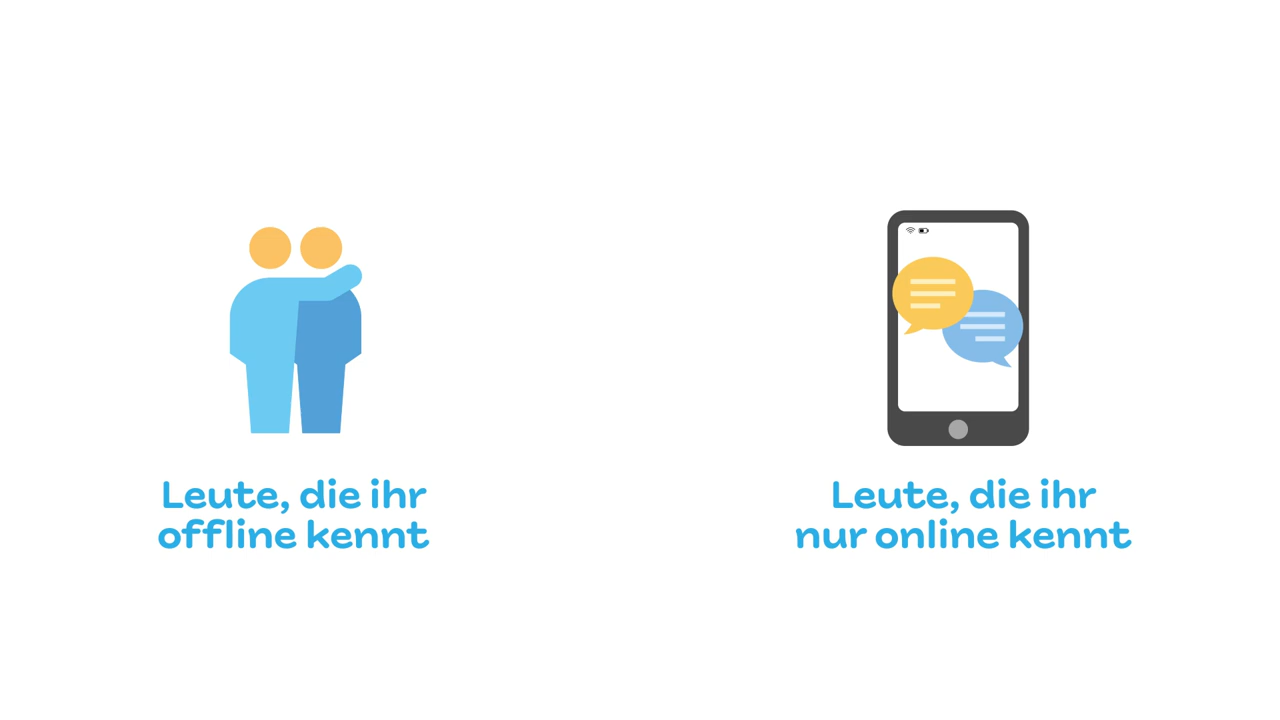 Leute, die ihr
offline kennt
Leute, die ihr
nur online kennt